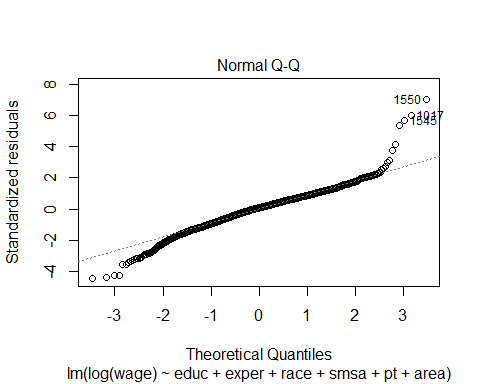 Normal Q-Q
Standardized residuals
8
6
4
2
0
-2
-4
1550
1017
1545
-3 -2 -1 0 1 2 3
Theoretical Quantiles
lm(log(wage) ~ educ + exper + race + smsa + pt + area)